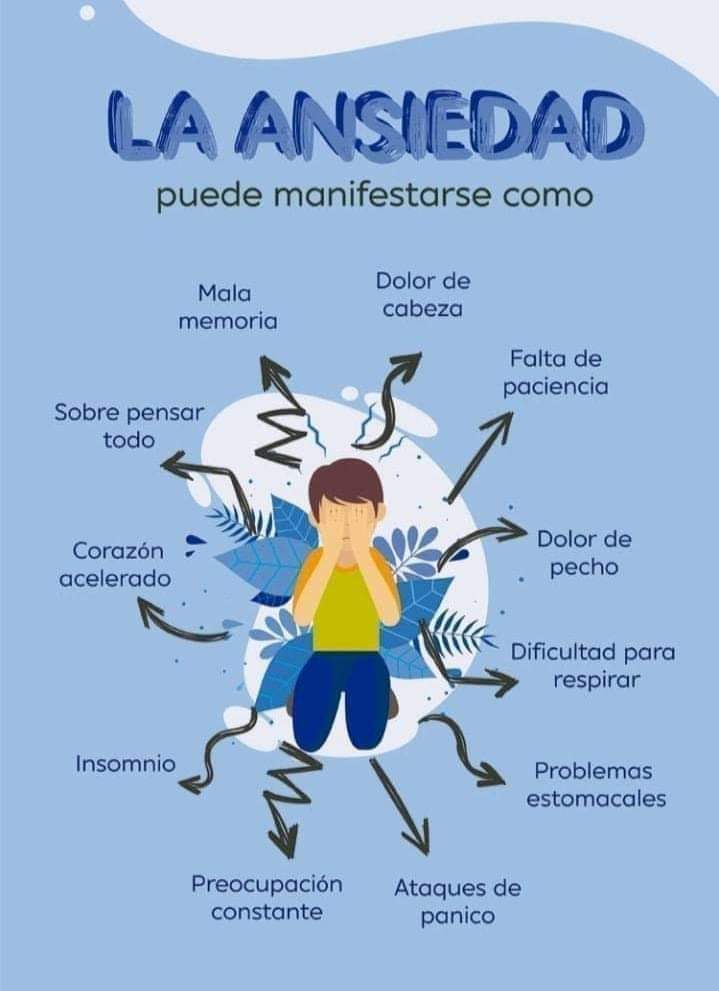 LA ANSIEDAD
puede manifestarse como
Mala
memoria
Dolor de
cabeza
Falta de
paciencia
Sobre pensar
todo
Dolor de
pecho
Corazón
acelerado
Dificultad para
respirar
Insomnio
Problemas
estomacales
Preocupación
constante
Ataques de
panico